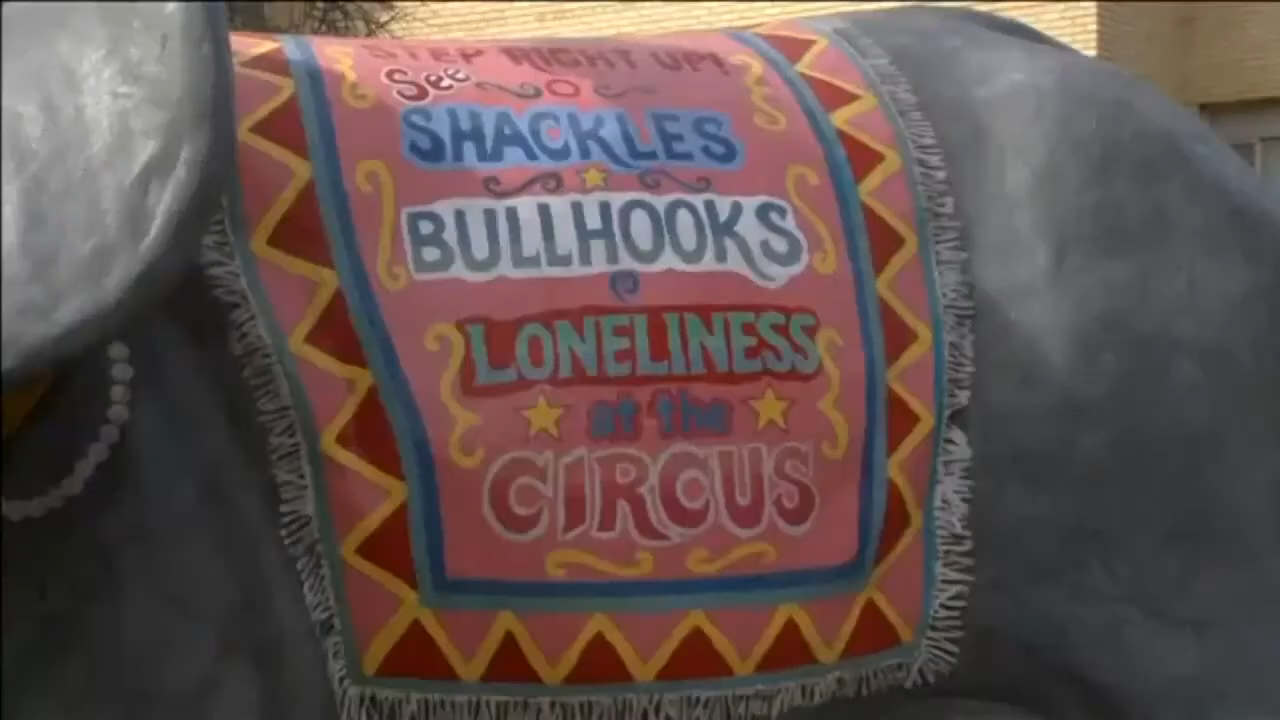 STEP RIGHT UP!
See
SHACKLES
BULLHOOKS
LONELINESS
at the
CIRCUS